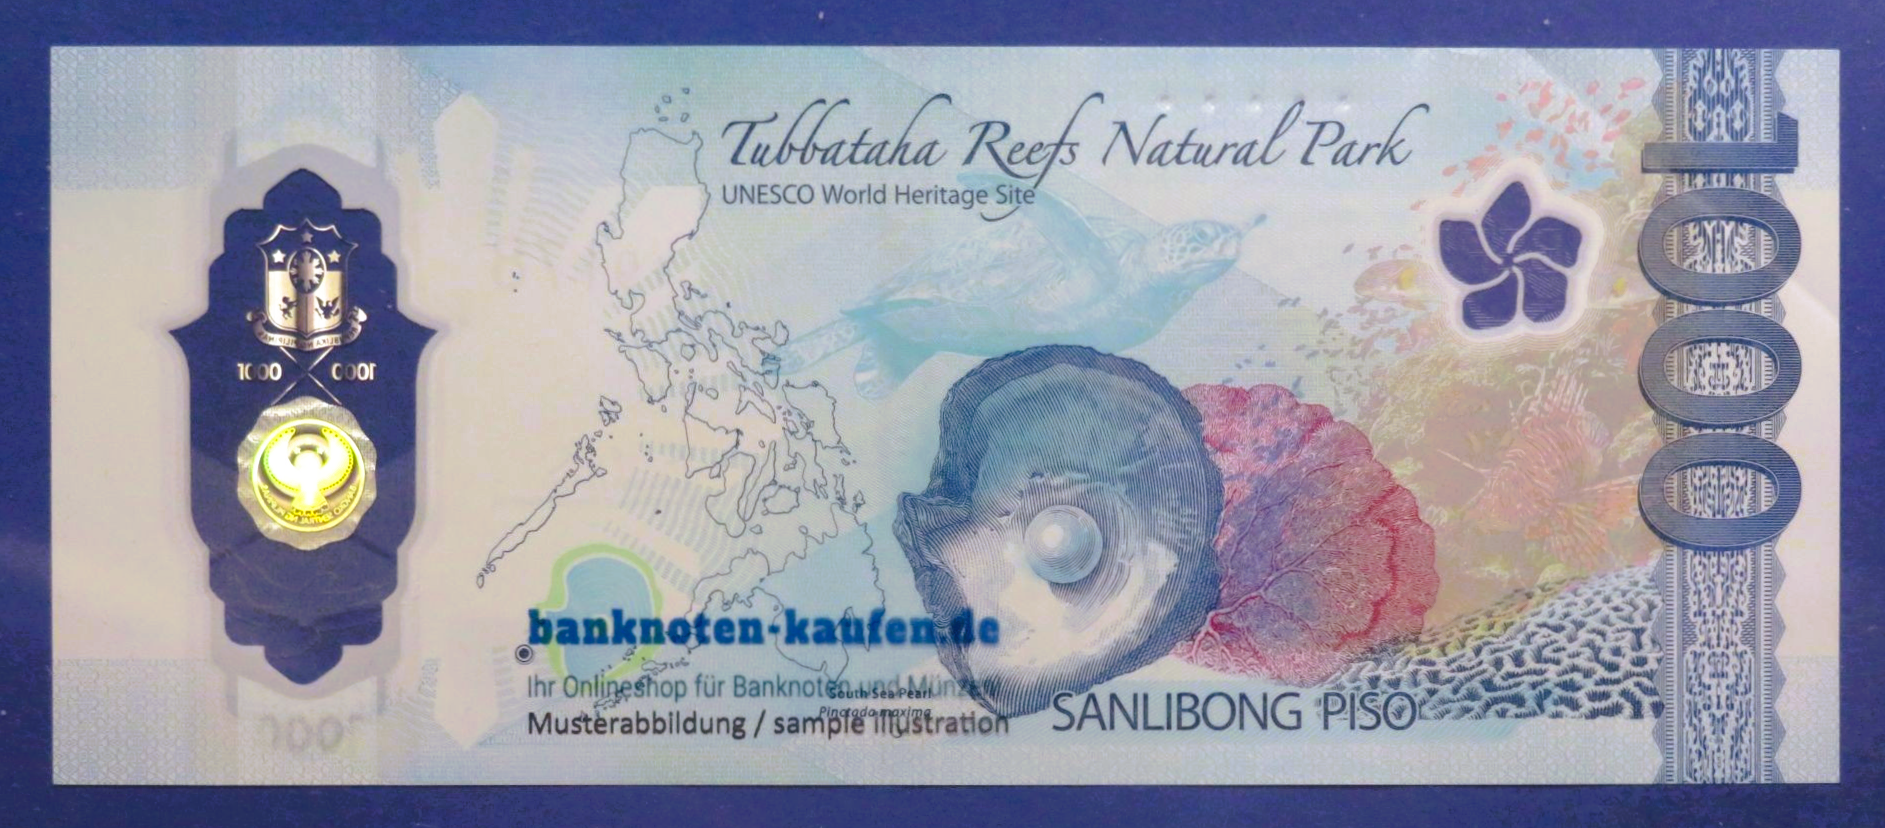 Tubbataha Reefs Natural Park
UNESCO World Heritage Site
1000
1000 0001
banknoten-kaufen.de
Ihr Onlineshop für Banknoten und Münzen
South Sea Pearl
Pinctada maxima
Musterabbildung / sample illustration
SANLIBONG PISO